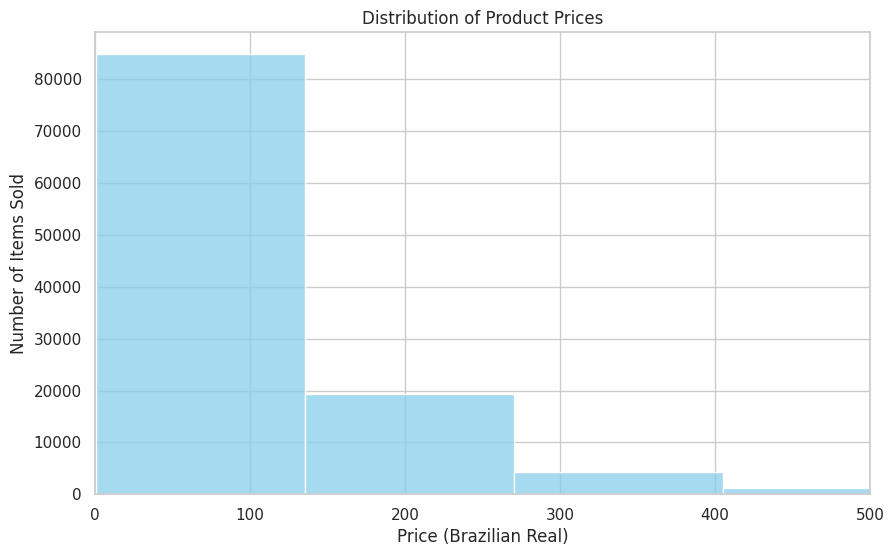 Distribution of Product Prices
Number of Items Sold
80000
70000
60000
50000
40000
30000
20000
10000
0
0 100 200 300 400 500
Price (Brazilian Real)